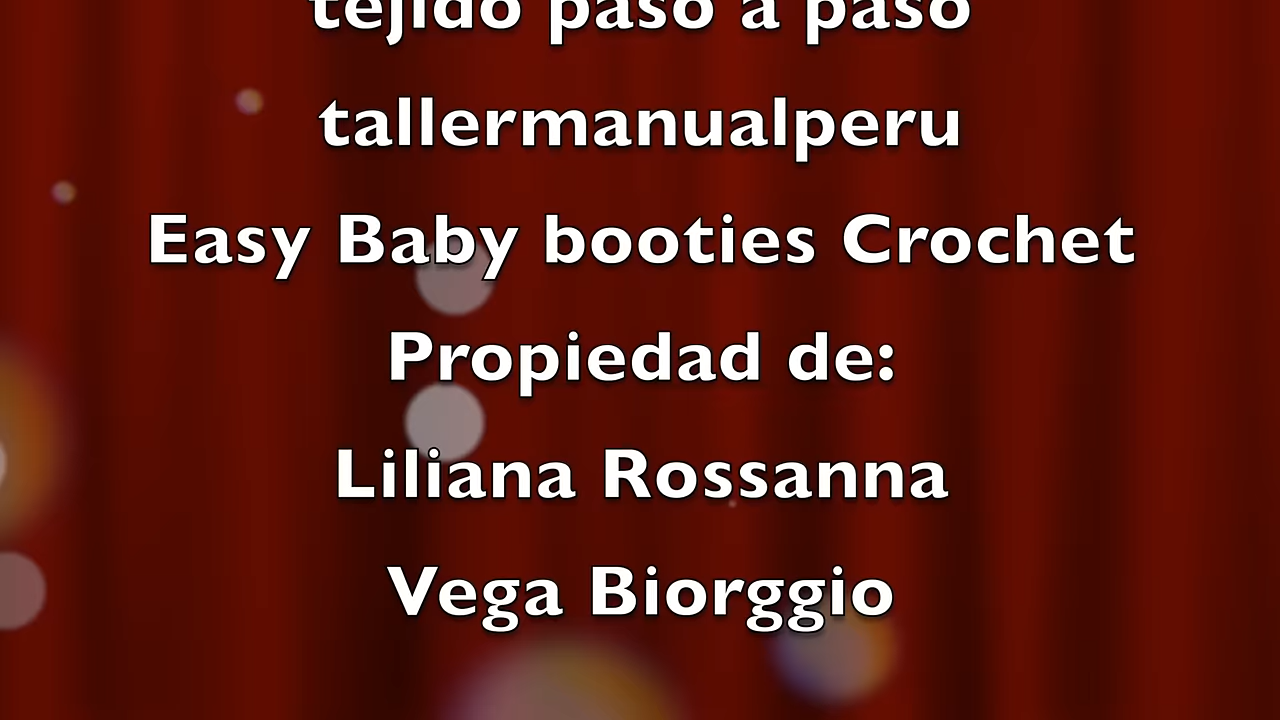 tejido paso a paso
tallermanualperu
Easy Baby booties Crochet
Propiedad de:
Liliana Rossanna
Vega Biorggio